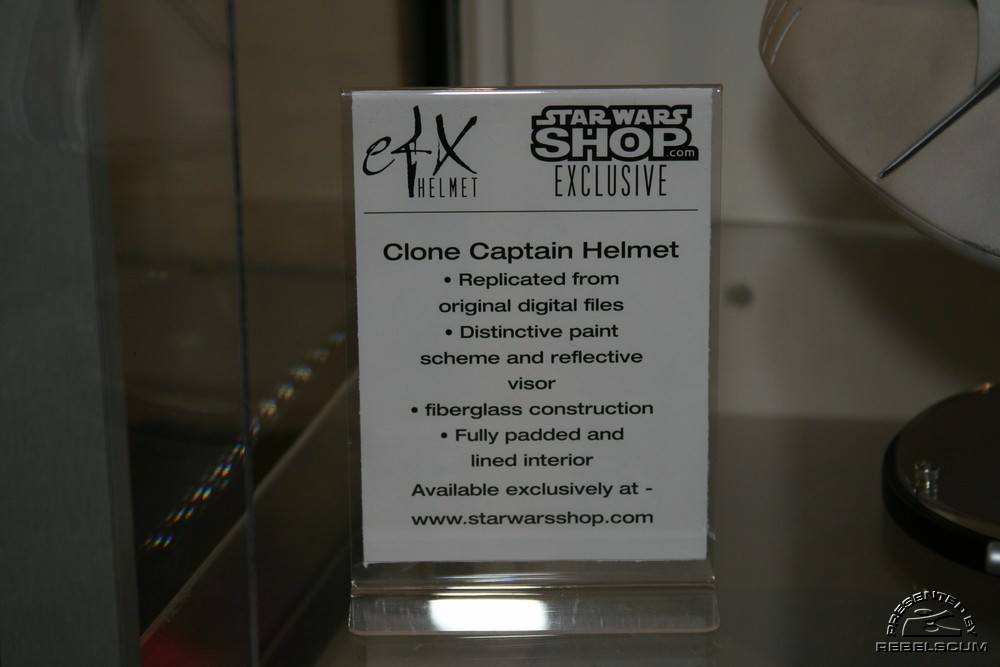 efx
HELMET
STAR WARS
SHOP.com
EXCLUSIVE
Clone Captain Helmet
• Replicated from
original digital files
• Distinctive paint
scheme and reflective
visor
• fiberglass construction
• Fully padded and
lined interior
Available exclusively at -
www.starwarsshop.com
PRESENTED BY
REBELSCUM